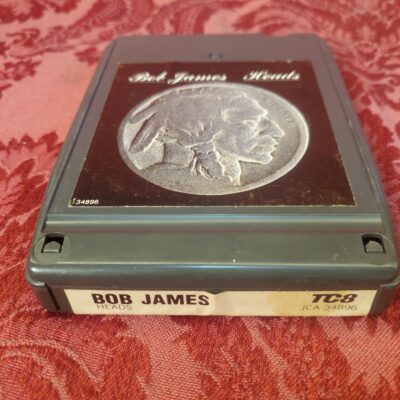 Bob James Heads
34896
BOB JAMES TC8
HEADS JCA 34896